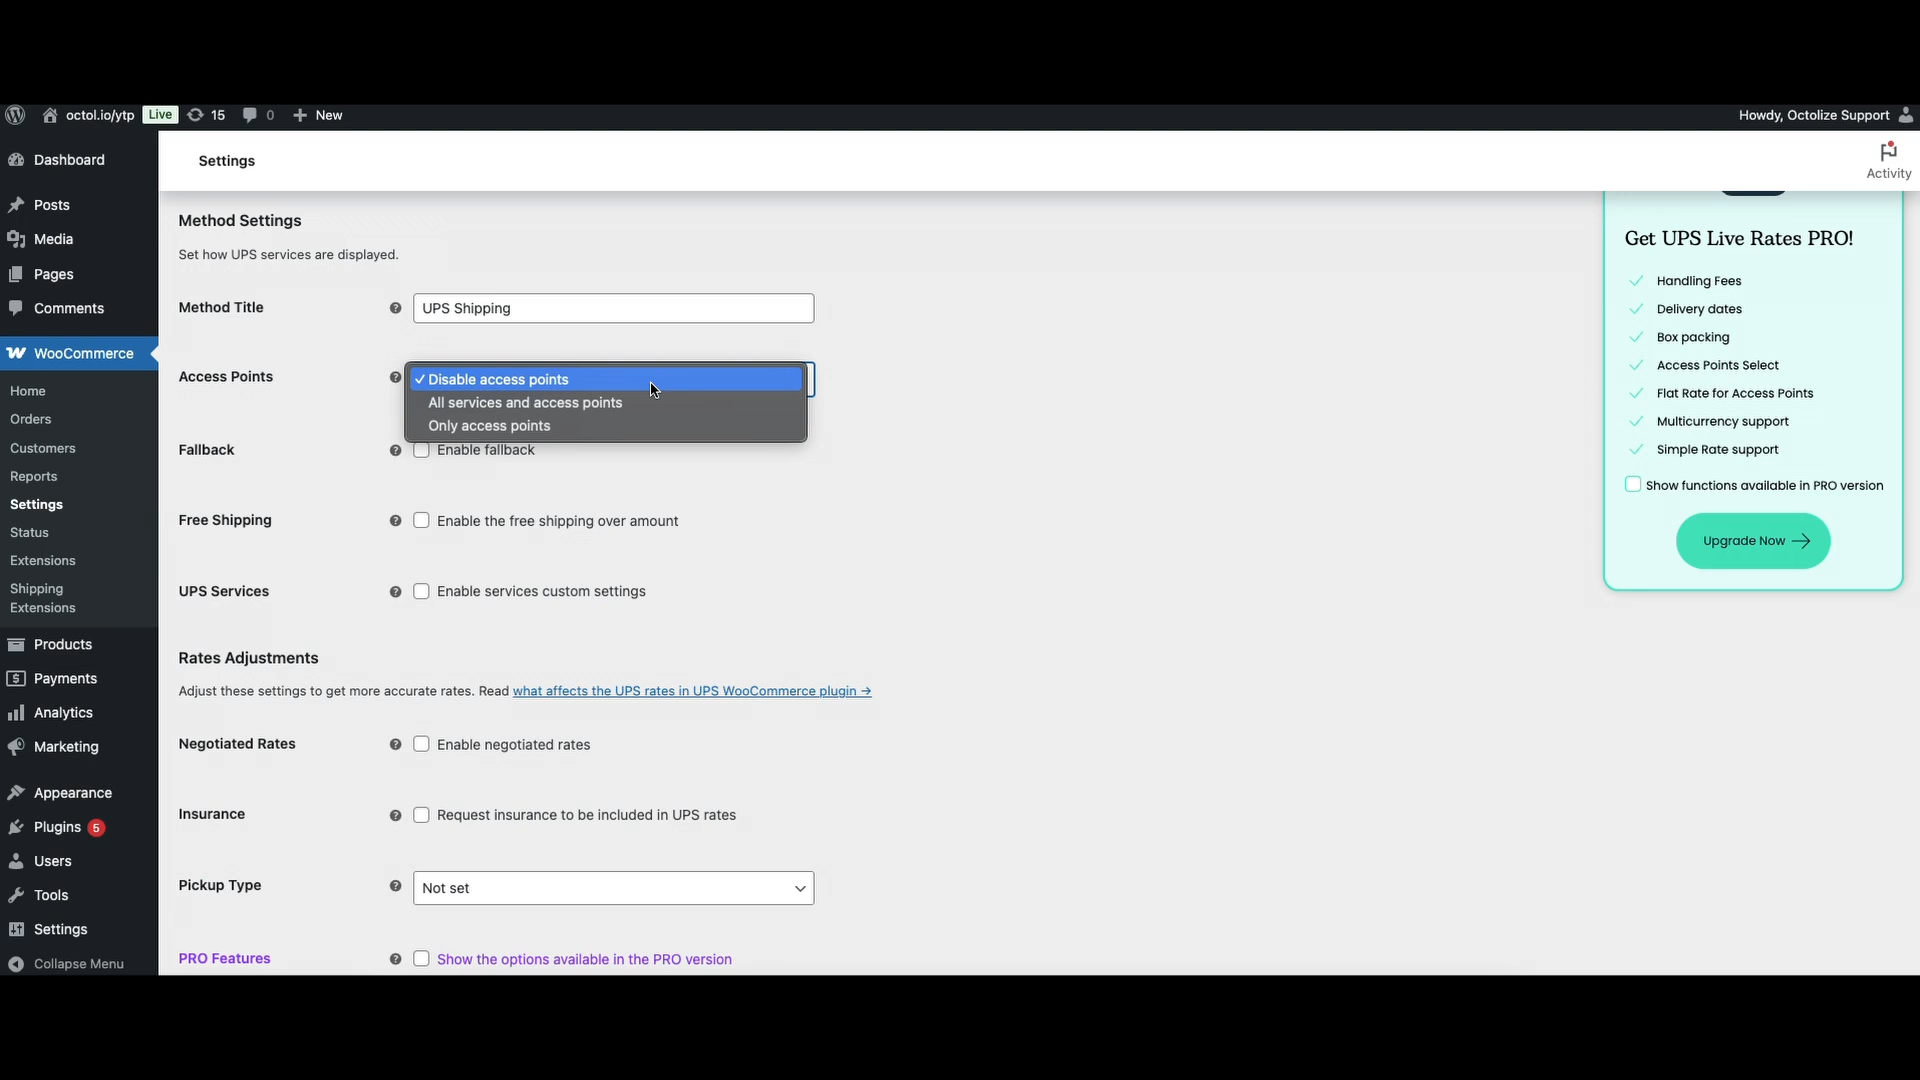 octol.io/ytp Live 15 0 New Howdy, Octolize Support
Settings
Activity
Dashboard
Posts
Media
Pages
Comments
WooCommerce
Home
Orders
Customers
Reports
Settings
Status
Extensions
Shipping
Extensions
Products
Payments
Analytics
Marketing
Appearance
Plugins 5
Users
Tools
Settings
Collapse Menu
Method Settings
Set how UPS services are displayed.
Method Title UPS Shipping
Access Points Disable access points
All services and access points
Only access points
Fallback Enable fallback
Free Shipping Enable the free shipping over amount
UPS Services Enable services custom settings
Rates Adjustments
Adjust these settings to get more accurate rates. Read what affects the UPS rates in UPS WooCommerce plugin →
Negotiated Rates Enable negotiated rates
Insurance Request insurance to be included in UPS rates
Pickup Type Not set
PRO Features Show the options available in the PRO version
Get UPS Live Rates PRO!
Handling Fees
Delivery dates
Box packing
Access Points Select
Flat Rate for Access Points
Multicurrency support
Simple Rate support
Show functions available in PRO version
Upgrade Now →